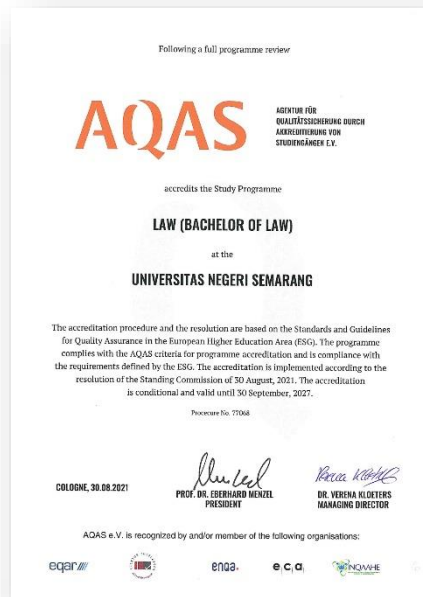 Following a full programme review
AQAS
AGENTUR FÜR
QUALITÄTSSICHERUNG DURCH
AKKREDITIERUNG VON
STUDIENGÄNGEN E.V.
accredits the Study Programme
LAW (BACHELOR OF LAW)
at the
UNIVERSITAS NEGERI SEMARANG
The accreditation procedure and the resolution are based on the Standards and Guidelines
for Quality Assurance in the European Higher Education Area (ESG). The programme
complies with the AQAS criteria for programme accreditation and is compliance with
the requirements defined by the ESG. The accreditation is implemented according to the
resolution of the Standing Commission of 30 August, 2021. The accreditation
is conditional and valid until 30 September, 2027.
Procecure No. 77068
COLOGNE, 30.08.2021
PROF. DR. EBERHARD MENZEL
PRESIDENT
DR. VERENA KLOETERS
MANAGING DIRECTOR
AQAS e.V. is recognized by and/or member of the following organisations:
eqar
enqa.
e c a
INQAAHE